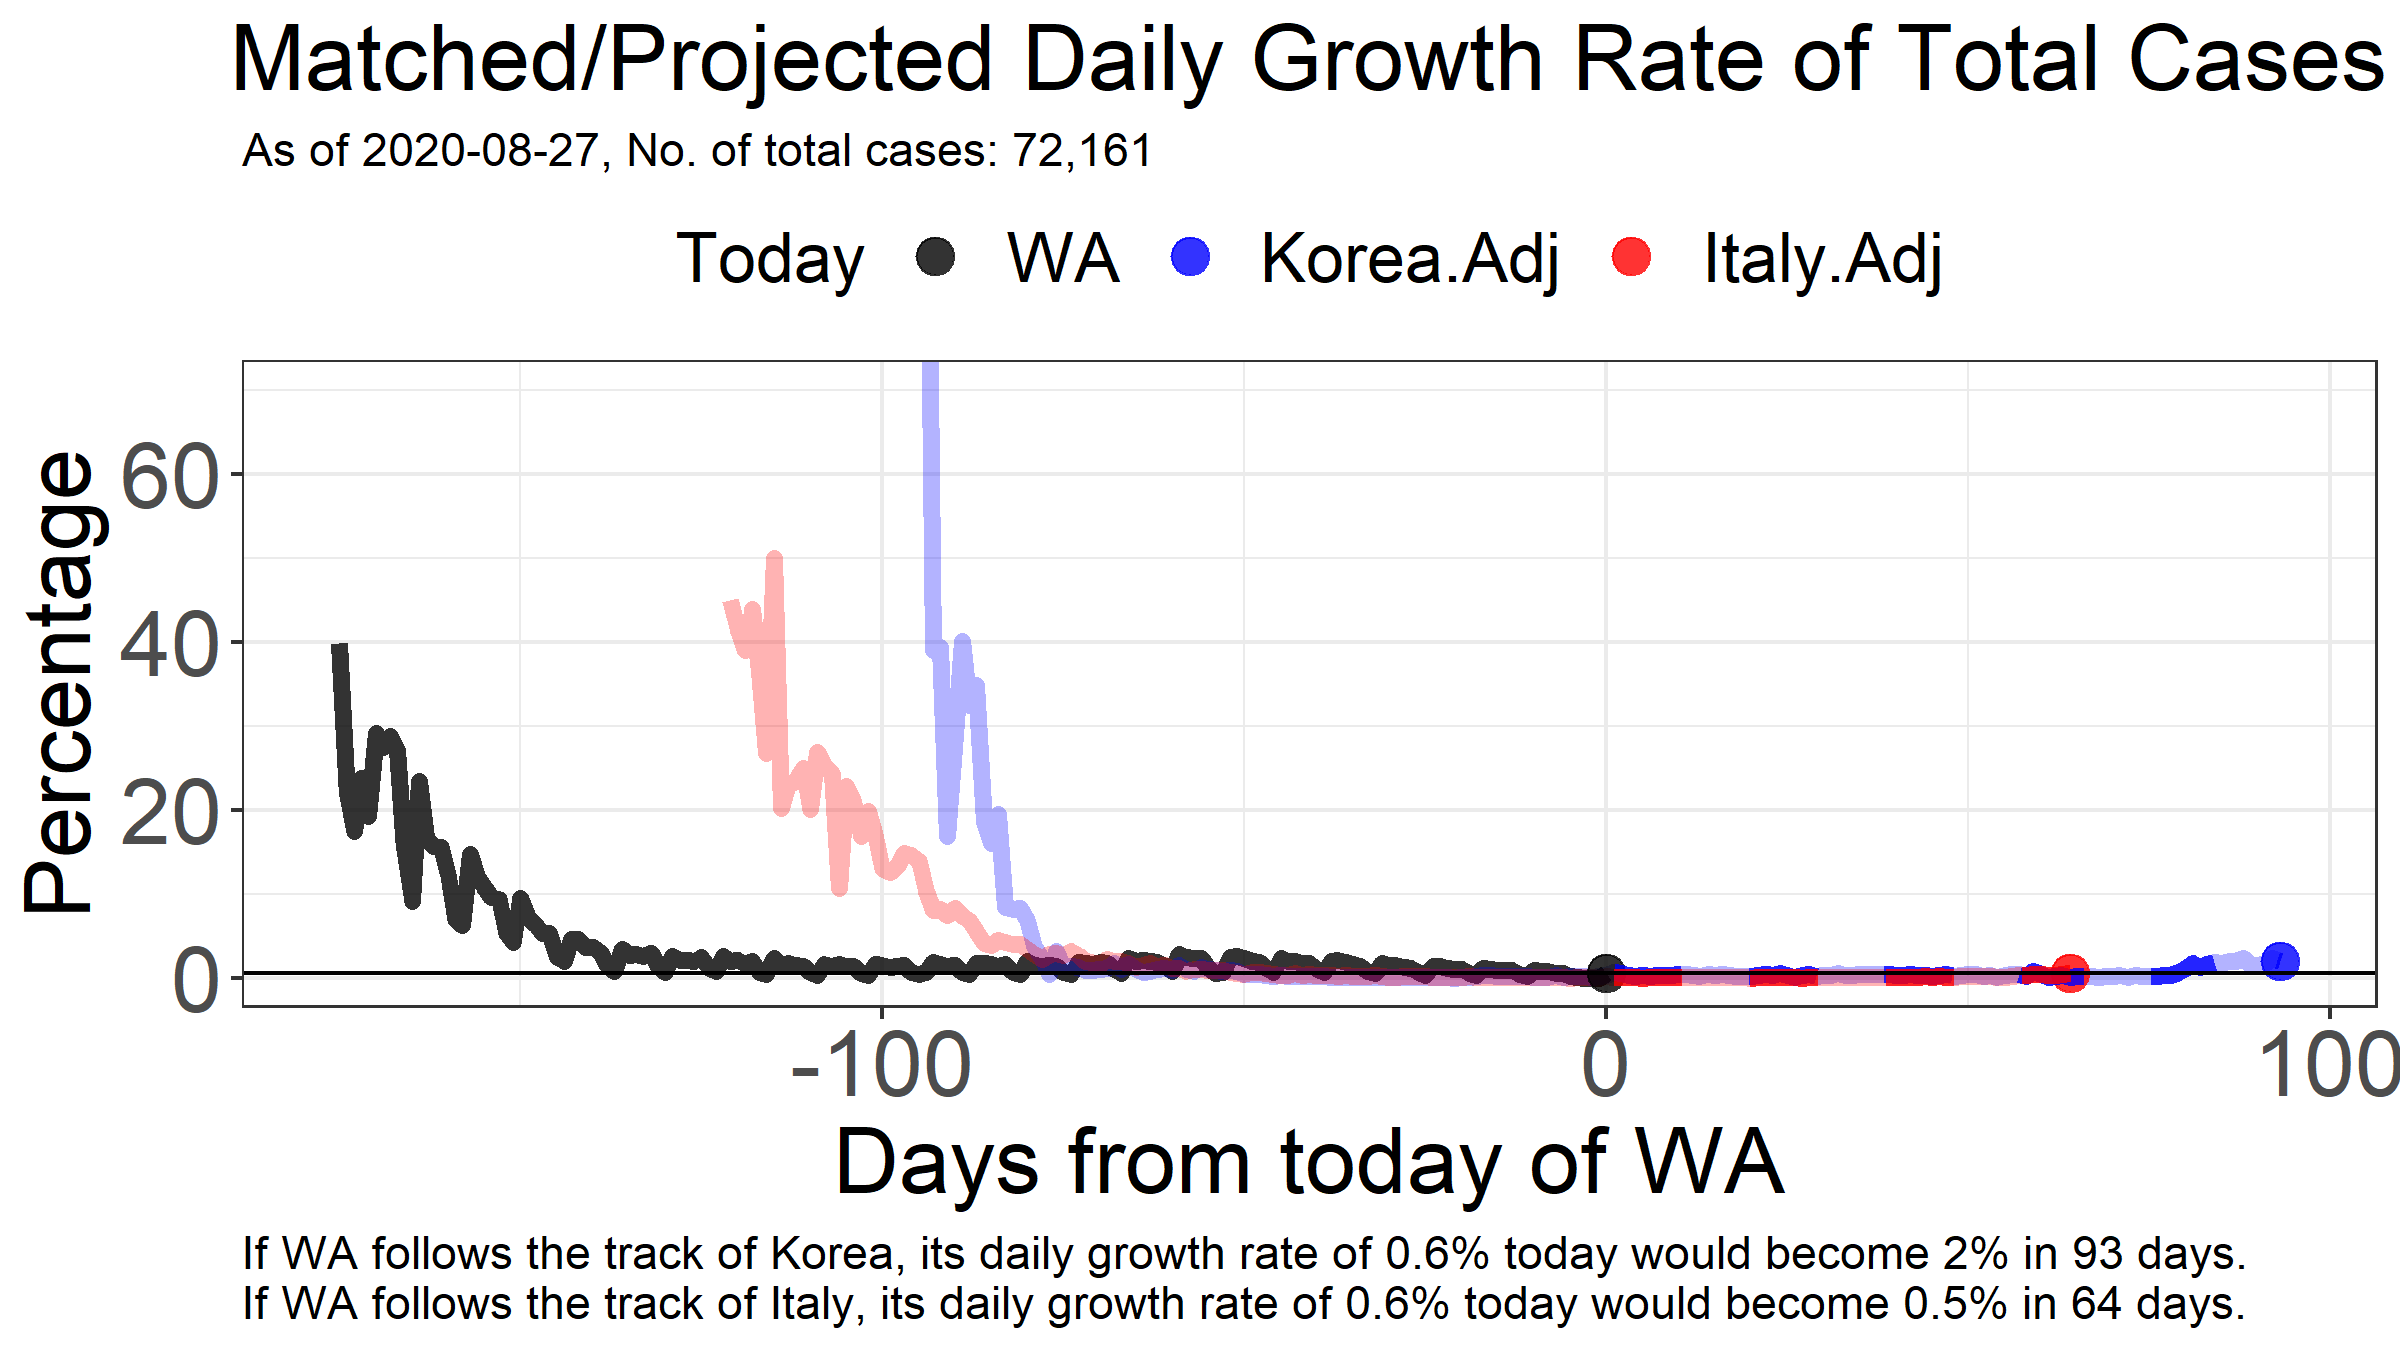 Matched/Projected Daily Growth Rate of Total Cases
As of 2020-08-27, No. of total cases: 72,161
Today WA Korea.Adj Italy.Adj
Percentage
60
40
20
0
-100 0 100
Days from today of WA
If WA follows the track of Korea, its daily growth rate of 0.6% today would become 2% in 93 days.
If WA follows the track of Italy, its daily growth rate of 0.6% today would become 0.5% in 64 days.